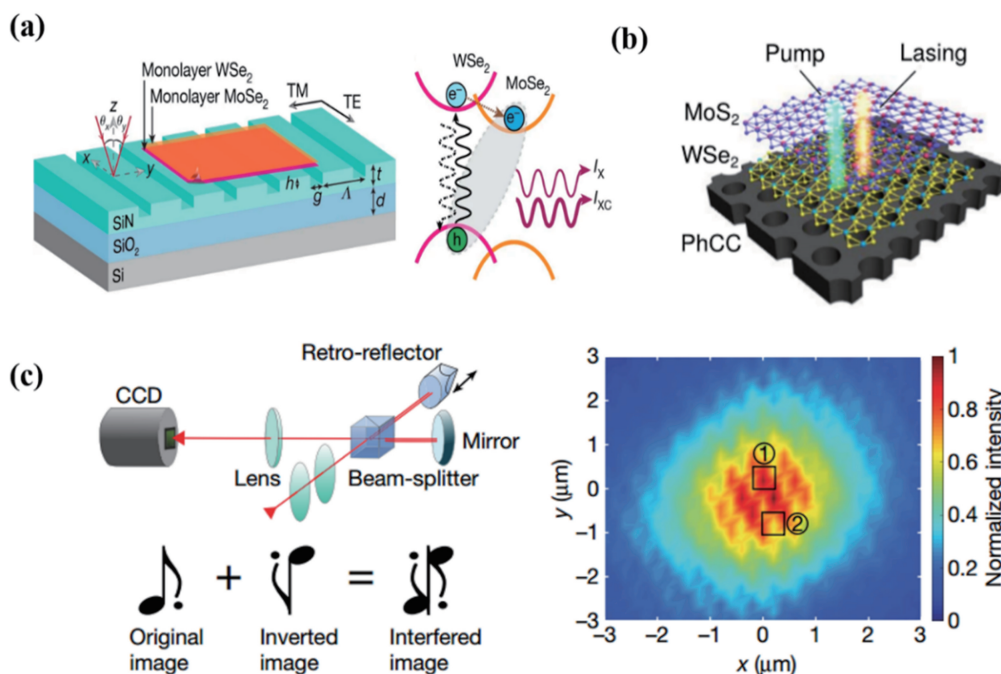 (a)
Monolayer WSe₂
Monolayer MoSe₂
TM
TE
z
θx
θy
x
y
h
g
Λ
t
d
SiN
SiO₂
Si
WSe₂
MoSe₂
e⁻
e⁻
h
Iₓ
I_XC
(b)
Pump
Lasing
MoS₂
WSe₂
PhCC
(c)
Retro-reflector
CCD
Lens
Beam-splitter
Mirror
+
=
Original
image
Inverted
image
Interfered
image
3
2
1
0
−1
−2
−3
y (μm)
①
②
−3
−2
−1
0
1
2
3
x (μm)
1
0.8
0.6
0.4
0.2
0
Normalized intensity